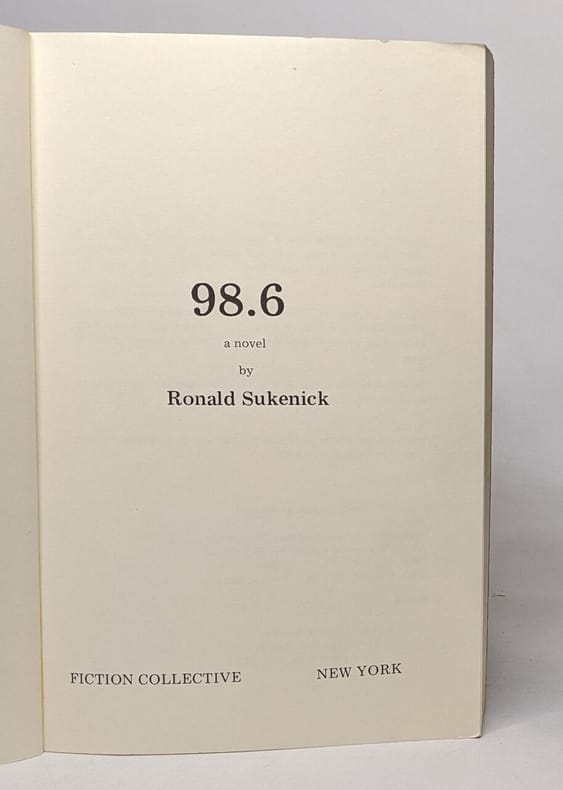 98.6
a novel
by
Ronald Sukenick
FICTION COLLECTIVE NEW YORK